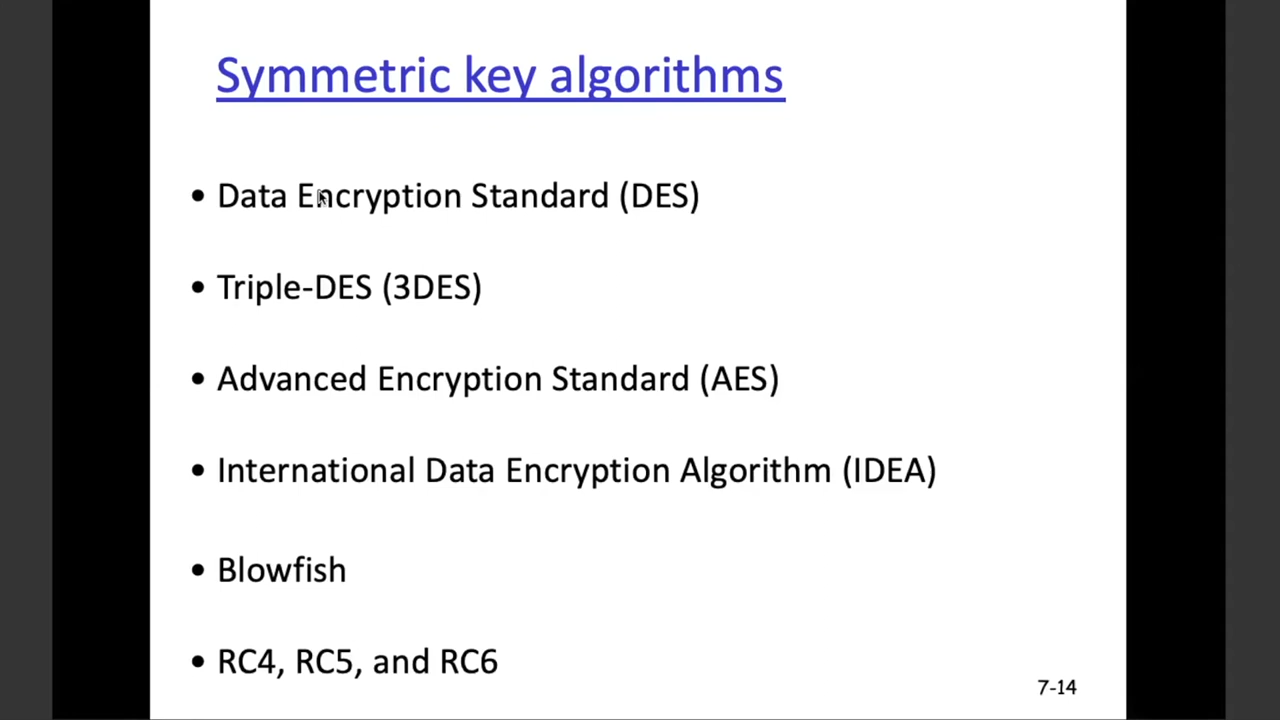 Symmetric key algorithms
• Data Encryption Standard (DES)
• Triple-DES (3DES)
• Advanced Encryption Standard (AES)
• International Data Encryption Algorithm (IDEA)
• Blowfish
• RC4, RC5, and RC6
7-14